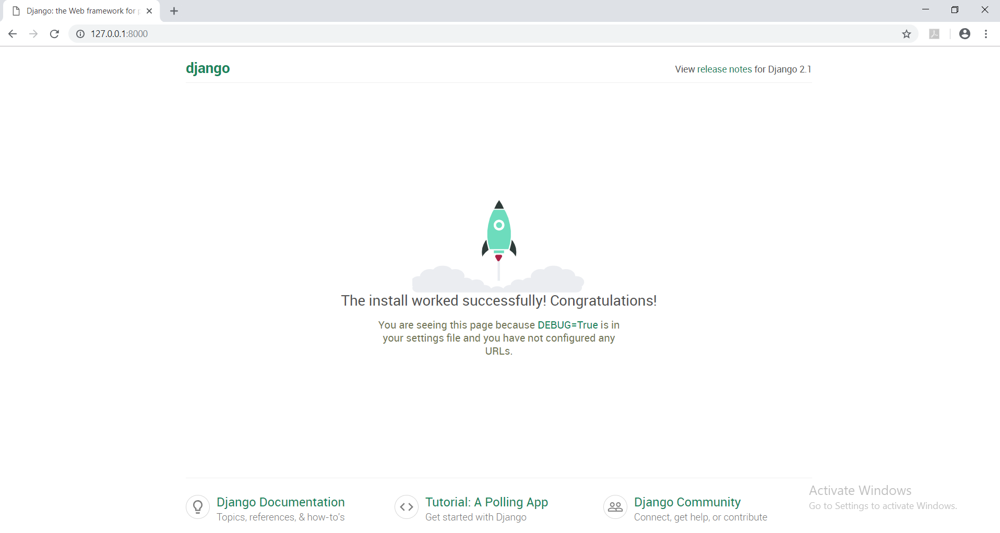 Django: the Web framework for
127.0.0.1:8000
django
View release notes for Django 2.1
The install worked successfully! Congratulations!
You are seeing this page because DEBUG=True is in
your settings file and you have not configured any
URLs.
Activate Windows
Go to Settings to activate Windows.
Django Documentation
Topics, references, & how-to's
Tutorial: A Polling App
Get started with Django
Django Community
Connect, get help, or contribute